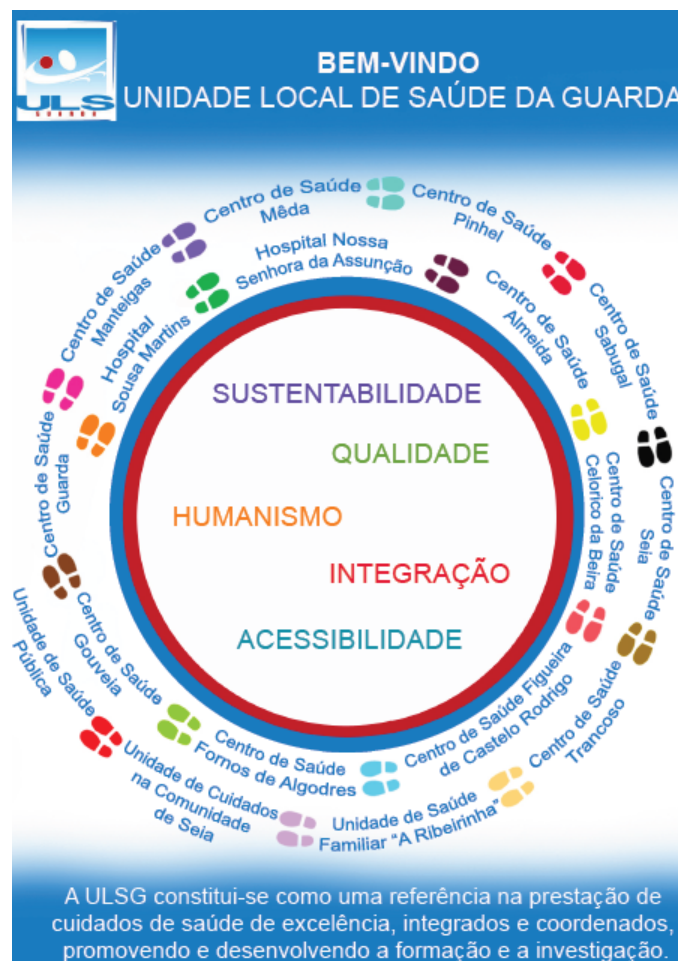 ULS
GUARDA
BEM-VINDO
UNIDADE LOCAL DE SAÚDE DA GUARDA
Centro de Saúde
Mêda
Centro de Saúde
Pinhel
Centro de Saúde
Sabugal
Centro de Saúde
Seia
Centro de Saúde
Trancoso
Unidade de Saúde
Familiar “A Ribeirinha”
Unidade de Cuidados
na Comunidade
de Seia
Unidade de Saúde
Pública
Centro de Saúde
Guarda
Centro de Saúde
Manteigas
Hospital Nossa
Senhora da Assunção
Centro de Saúde
Almeida
Centro de Saúde
Celorico da Beira
Centro de Saúde Figueira
de Castelo Rodrigo
Centro de Saúde
Fornos de Algodres
Centro de Saúde
Gouveia
Hospital
Sousa Martins
SUSTENTABILIDADE
QUALIDADE
HUMANISMO
INTEGRAÇÃO
ACESSIBILIDADE
A ULSG constitui-se como uma referência na prestação de
cuidados de saúde de excelência, integrados e coordenados,
promovendo e desenvolvendo a formação e a investigação.